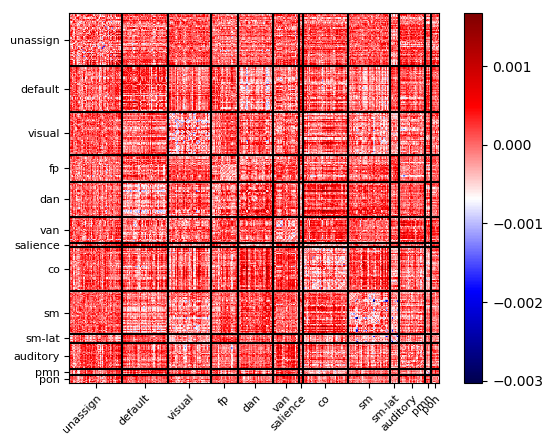 unassign
default
visual
fp
dan
van
salience
co
sm
sm-lat
auditory
pmn
pon
unassign
default
visual
fp
dan
van
salience
co
sm
sm-lat
auditory
pmn
pon
0.001
0.000
−0.001
−0.002
−0.003